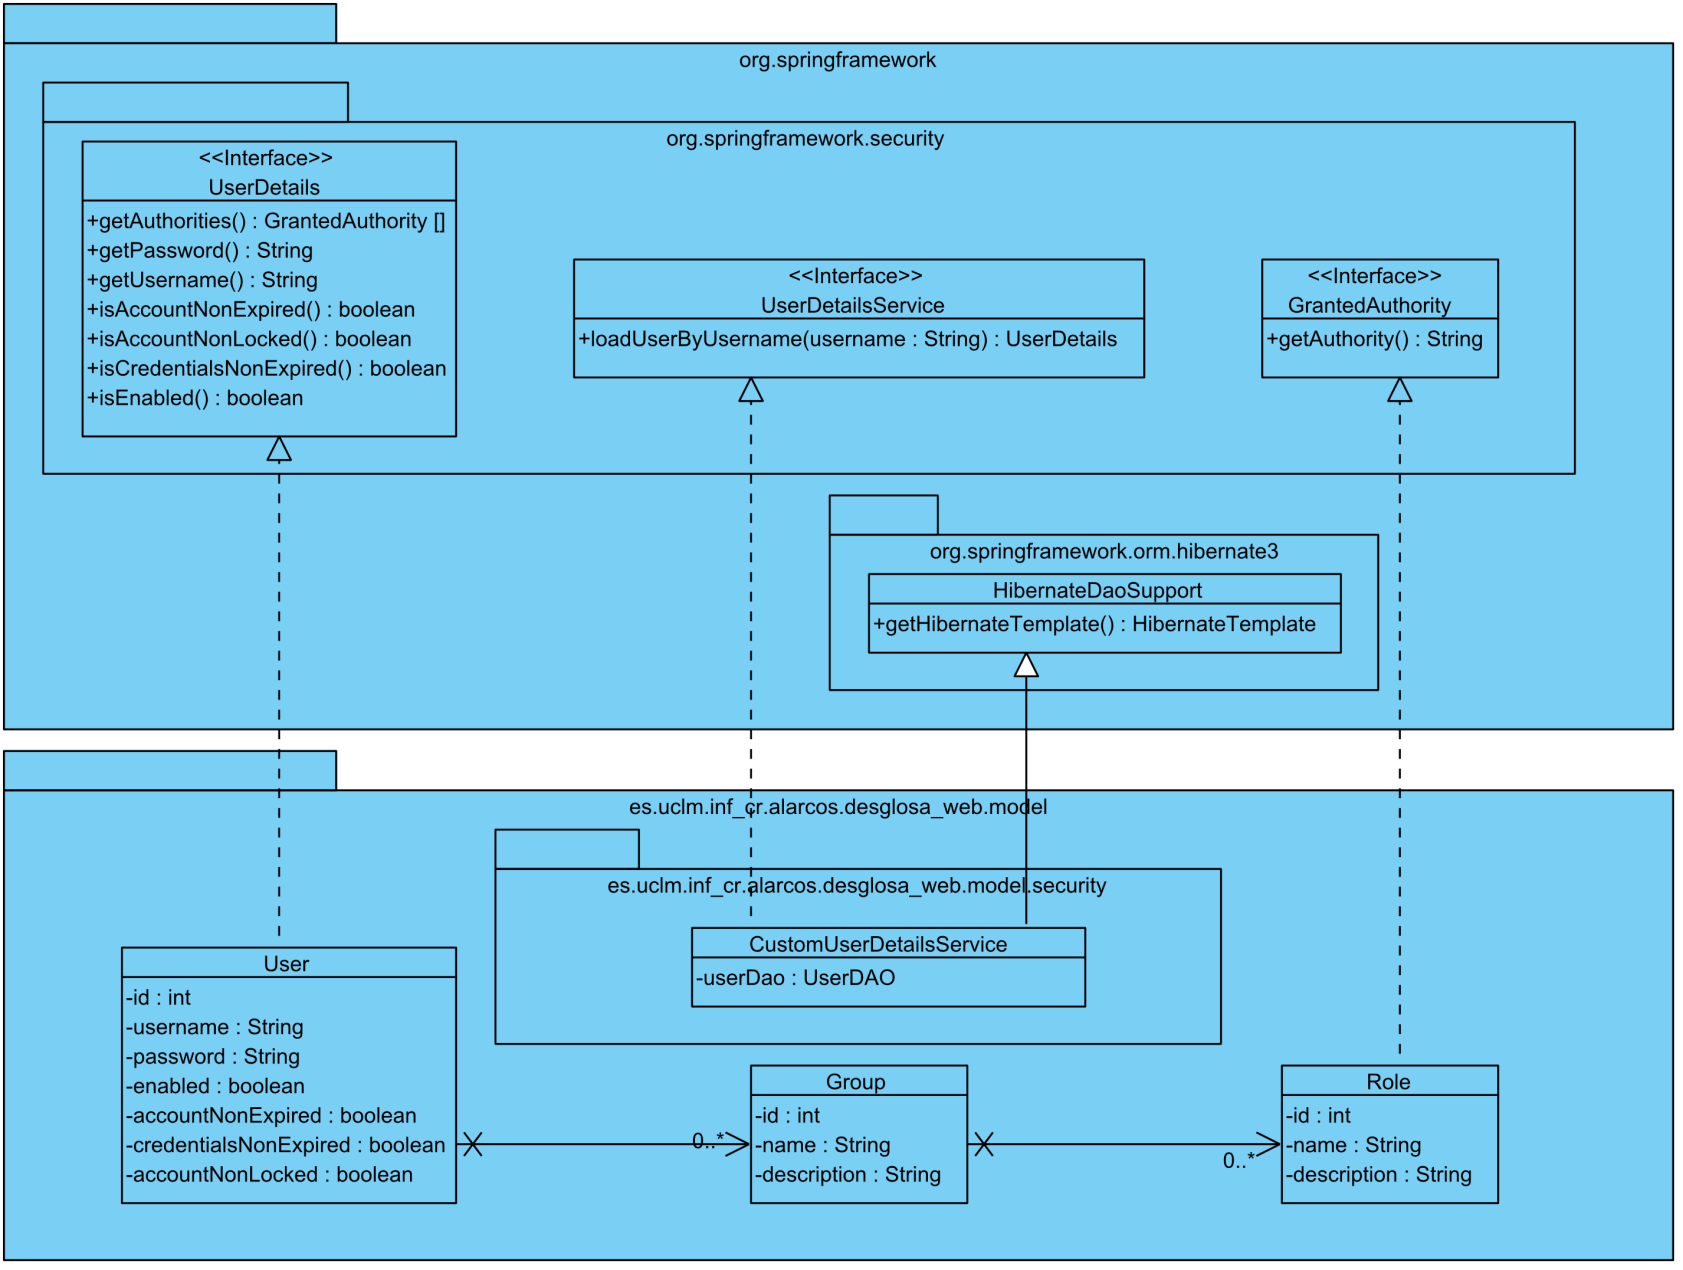 org.springframework
org.springframework.security
<<Interface>>
UserDetails
+getAuthorities() : GrantedAuthority []
+getPassword() : String
+getUsername() : String
+isAccountNonExpired() : boolean
+isAccountNonLocked() : boolean
+isCredentialsNonExpired() : boolean
+isEnabled() : boolean
<<Interface>>
UserDetailsService
+loadUserByUsername(username : String) : UserDetails
<<Interface>>
GrantedAuthority
+getAuthority() : String
org.springframework.orm.hibernate3
HibernateDaoSupport
+getHibernateTemplate() : HibernateTemplate
es.uclm.inf_cr.alarcos.desglosa_web.model
es.uclm.inf_cr.alarcos.desglosa_web.model.security
CustomUserDetailsService
-userDao : UserDAO
User
-id : int
-username : String
-password : String
-enabled : boolean
-accountNonExpired : boolean
-credentialsNonExpired : boolean
-accountNonLocked : boolean
0..*
Group
-id : int
-name : String
-description : String
0..*
Role
-id : int
-name : String
-description : String